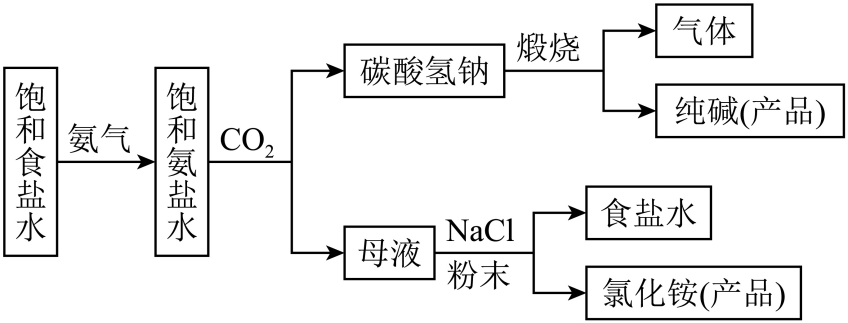 饱和食盐水
氨气
饱和氨盐水
CO₂
碳酸氢钠
煅烧
气体
纯碱(产品)
母液
NaCl
粉末
食盐水
氯化铵(产品)